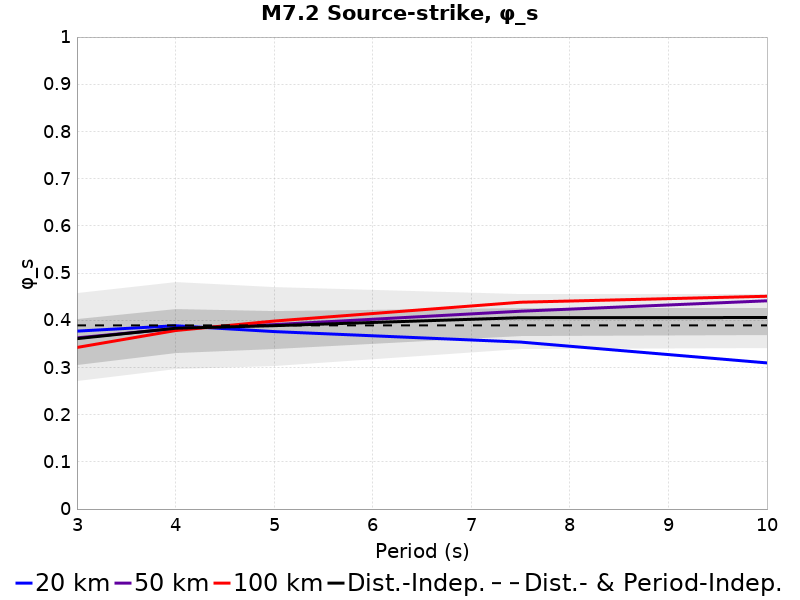 M7.2 Source-strike, φ_s
1
0.9
0.8
0.7
0.6
0.5
0.4
0.3
0.2
0.1
0
φ_s
3 4 5 6 7 8 9 10
Period (s)
20 km 50 km 100 km Dist.-Indep. Dist.- & Period-Indep.